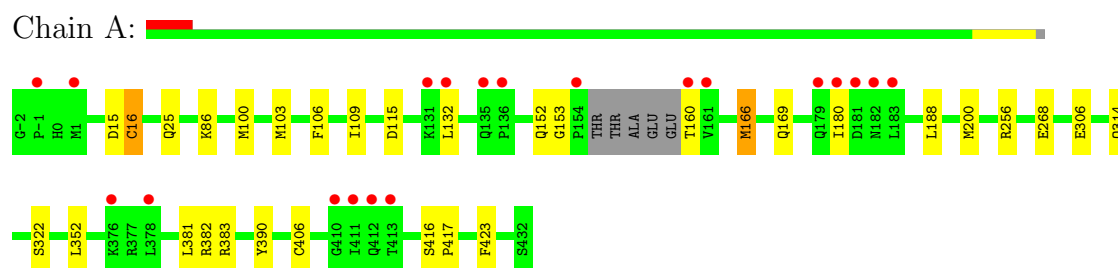 Chain A:
G-2 P-1 H0 M1 D15 C16 Q25 K86 M100 M103 F106 I109 D115 K131 L132 Q135 P136 Q152 G153 P154 THR THR ALA GLU GLU T160 V161 M166 Q169 Q179 I180 D181 N182 L183 L188 M200 R256 E268 E306
S322 L352 K376 R377 L378 L381 R382 R383 Y390 C406 G410 I411 Q412 T413 S416 P417 F423 S432